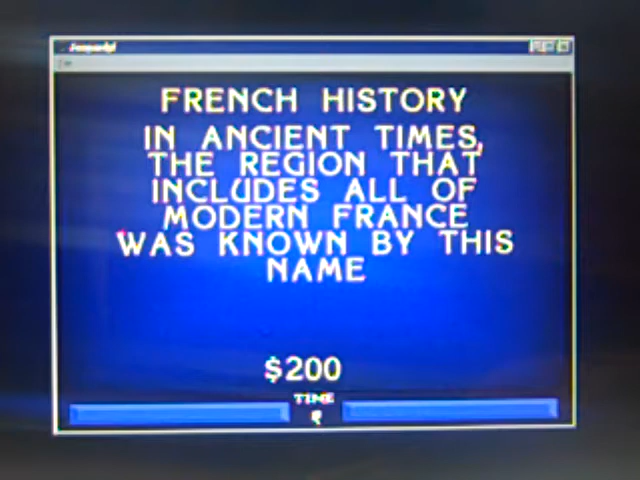 Jeopardy!
FRENCH HISTORY
IN ANCIENT TIMES,
THE REGION THAT
INCLUDES ALL OF
MODERN FRANCE
WAS KNOWN BY THIS
NAME
$200
TIME